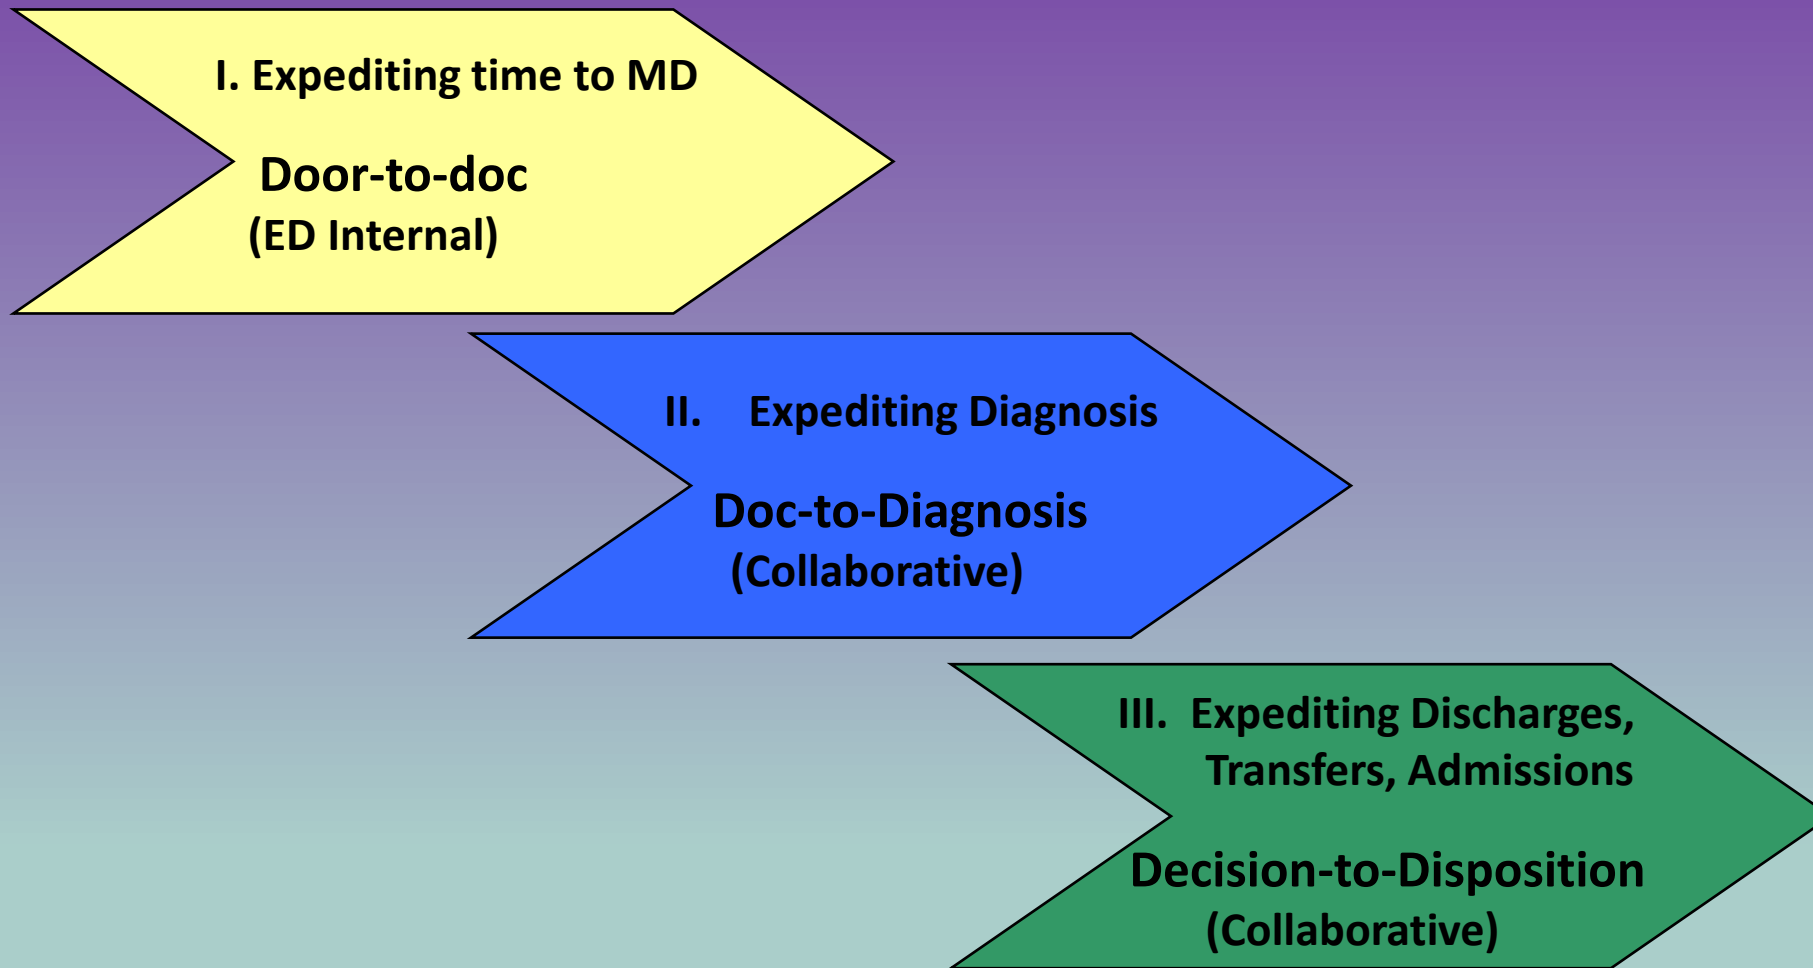 I. Expediting time to MD
Door-to-doc
(ED Internal)
II. Expediting Diagnosis
Doc-to-Diagnosis
(Collaborative)
III. Expediting Discharges,
Transfers, Admissions
Decision-to-Disposition
(Collaborative)